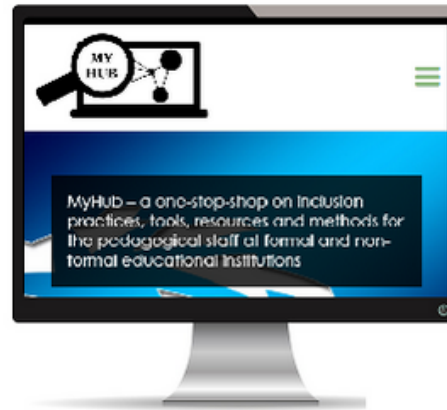 MY
HUB
MyHub – a one-stop-shop on inclusion
practices, tools, resources and methods for
the pedagogical staff at formal and non-
formal educational institutions